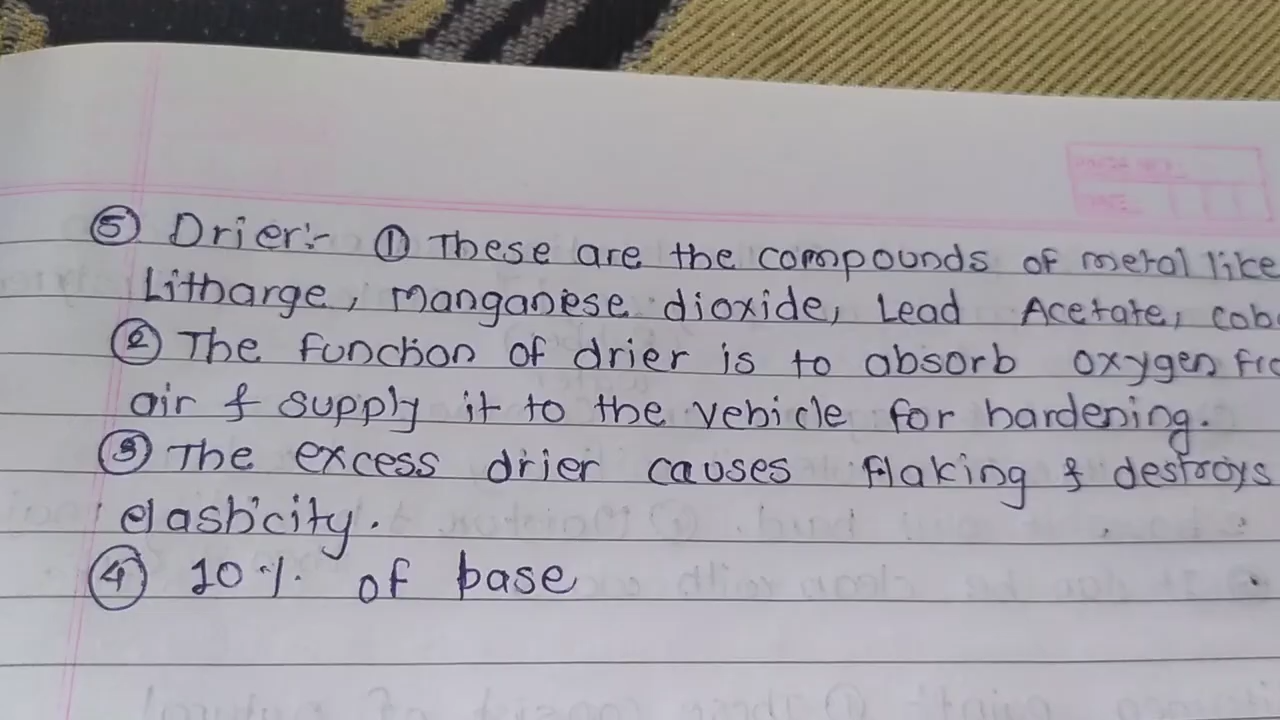 ⑤ Drier:- ① These are the compounds of metal like
Litharge, Manganese dioxide, Lead Acetate, cob
② The function of drier is to absorb oxygen fro
air & supply it to the vehicle for hardening.
③ The excess drier causes flaking & destroys
elasticity.
④ 10% of base